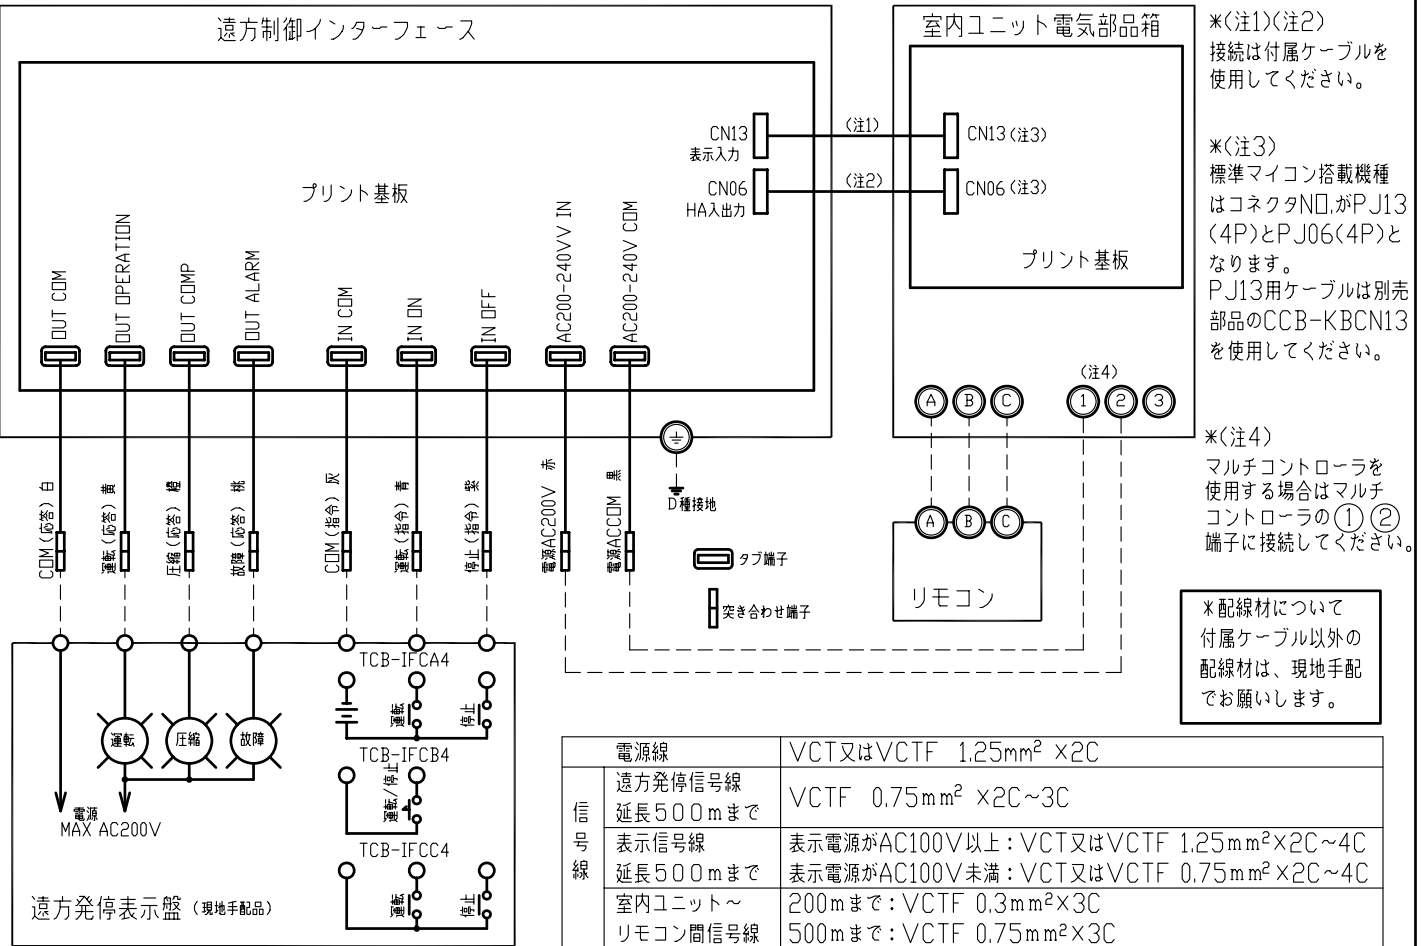 遠方制御インターフェース
プリント基板
CN13
表示入力
CN06
HA入出力
OUT COM
OUT OPERATION
OUT COMP
OUT ALARM
IN COM
IN ON
IN OFF
AC200-240VV IN
AC200-240V COM
(注1)
(注2)
室内ユニット電気部品箱
CN13(注3)
CN06(注3)
プリント基板
(注4)
A
B
C
1
2
3
A
B
C
リモコン
D種接地
COM(応答) 白
運転(応答) 黄
圧縮(応答) 橙
故障(応答) 桃
COM(指令) 灰
運転(指令) 青
停止(指令) 紫
電源AC200V 赤
電源ACCOM 黒
タブ端子
突き合わせ端子
運転
圧縮
故障
電源
MAX AC200V
遠方発停表示盤(現地手配品)
TCB-IFCA4
運転
停止
TCB-IFCB4
運転/停止
TCB-IFCC4
運転
停止
*(注1)(注2)
接続は付属ケーブルを
使用してください。
*(注3)
標準マイコン搭載機種
はコネクタNO.がPJ13
(4P)とPJ06(4P)と
なります。
PJ13用ケーブルは別売
部品のCCB-KBCN13
を使用してください。
*(注4)
マルチコントローラを
使用する場合はマルチ
コントローラの①②
端子に接続してください。
*配線材について
付属ケーブル以外の
配線材は、現地手配
でお願いします。
電源線 VCT又はVCTF 1.25mm² ×2C
信号線
遠方発停信号線
延長500mまで
VCTF 0.75mm² ×2C~3C
表示信号線
延長500mまで
表示電源がAC100V以上:VCT又はVCTF 1.25mm²×2C~4C
表示電源がAC100V未満:VCT又はVCTF 0.75mm²×2C~4C
室内ユニット~
リモコン間信号線
200mまで:VCTF 0.3mm²×3C
500mまで:VCTF 0.75mm²×3C